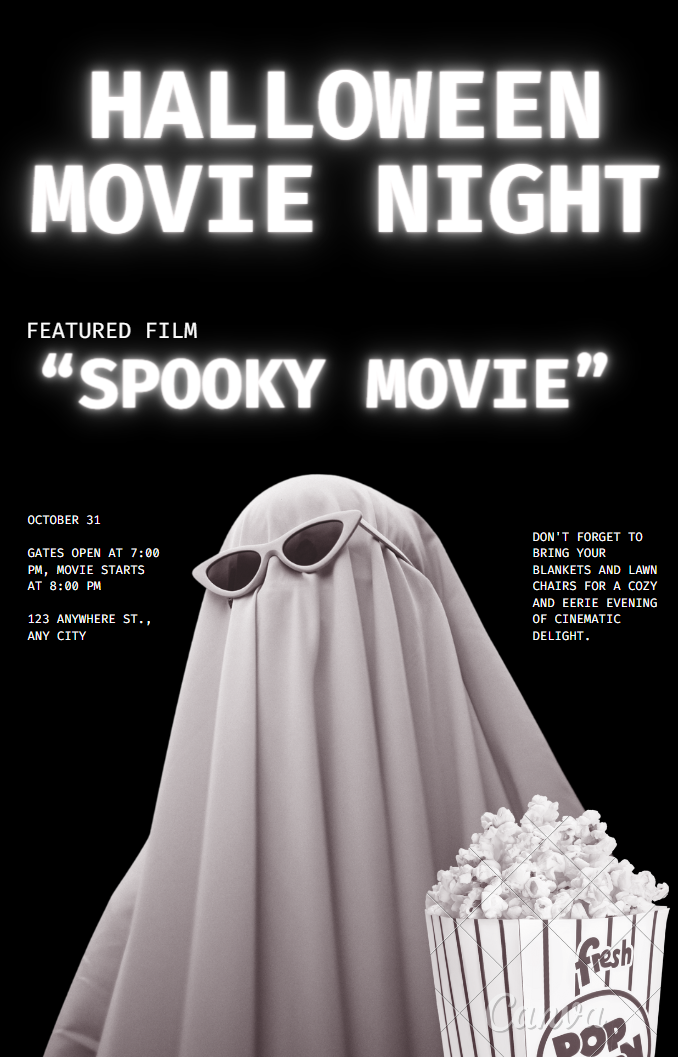 HALLOWEEN
MOVIE NIGHT
FEATURED FILM
“SPOOKY MOVIE”
OCTOBER 31
GATES OPEN AT 7:00
PM, MOVIE STARTS
AT 8:00 PM
123 ANYWHERE ST.,
ANY CITY
DON'T FORGET TO
BRING YOUR
BLANKETS AND LAWN
CHAIRS FOR A COZY
AND EERIE EVENING
OF CINEMATIC
DELIGHT.
fresh
Canva